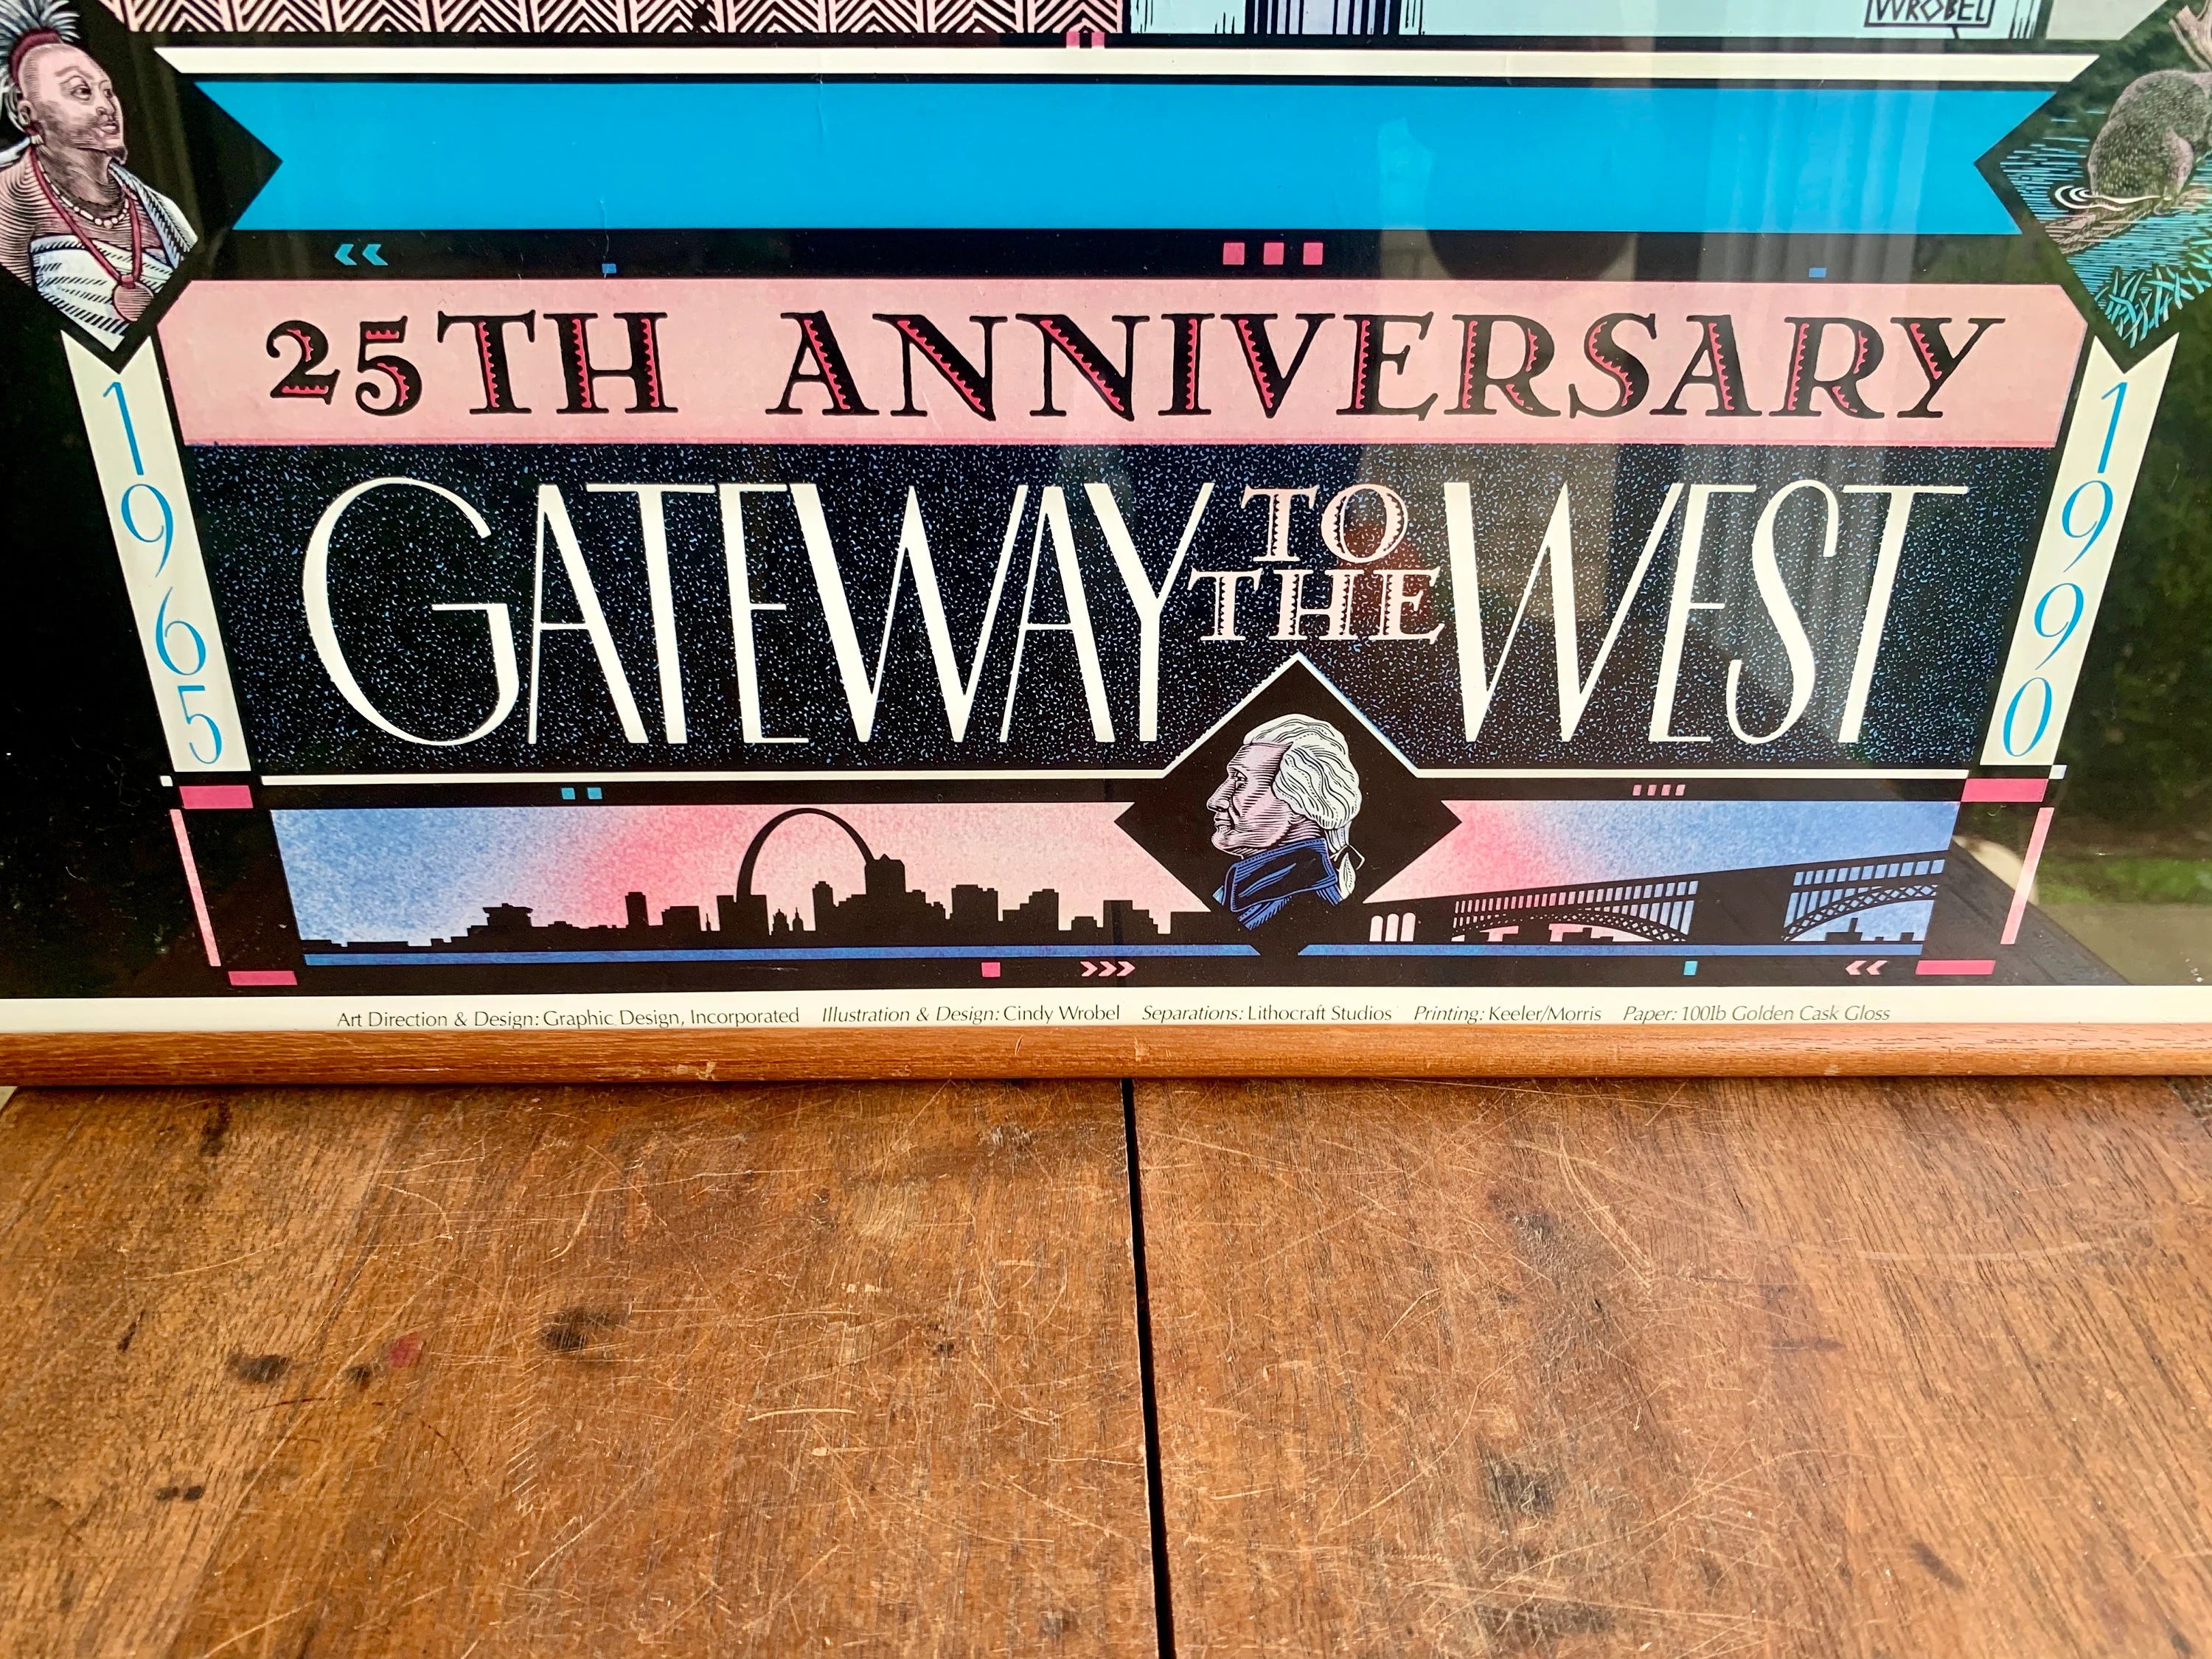 WROBEL
25TH ANNIVERSARY
1965
GATEWAY TO THE WEST
1990
Art Direction & Design: Graphic Design, Incorporated Illustration & Design: Cindy Wrobel Separations: Lithocraft Studios Printing: Keeler/Morris Paper: 100lb Golden Cask Gloss